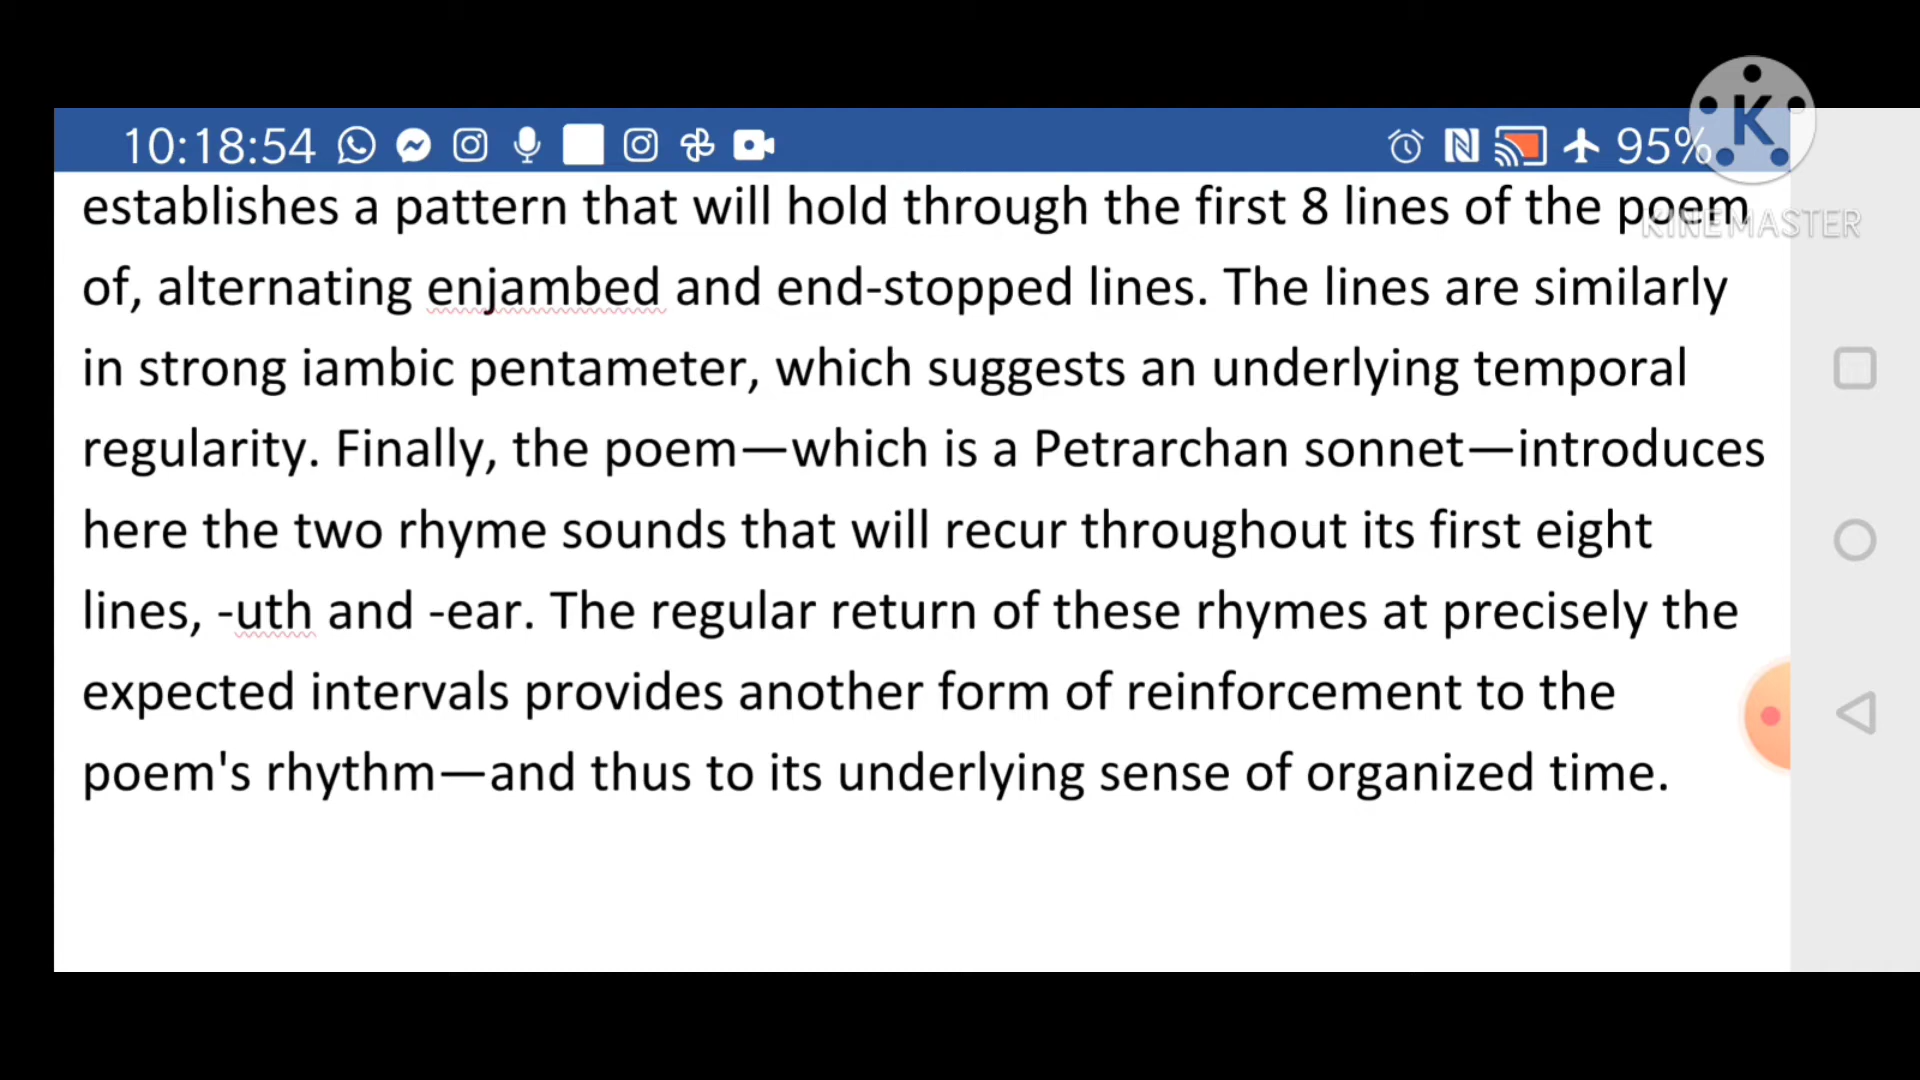 10:18:54 95%
K
KINEMASTER
establishes a pattern that will hold through the first 8 lines of the poem
of, alternating enjambed and end-stopped lines. The lines are similarly
in strong iambic pentameter, which suggests an underlying temporal
regularity. Finally, the poem—which is a Petrarchan sonnet—introduces
here the two rhyme sounds that will recur throughout its first eight
lines, -uth and -ear. The regular return of these rhymes at precisely the
expected intervals provides another form of reinforcement to the
poem's rhythm—and thus to its underlying sense of organized time.